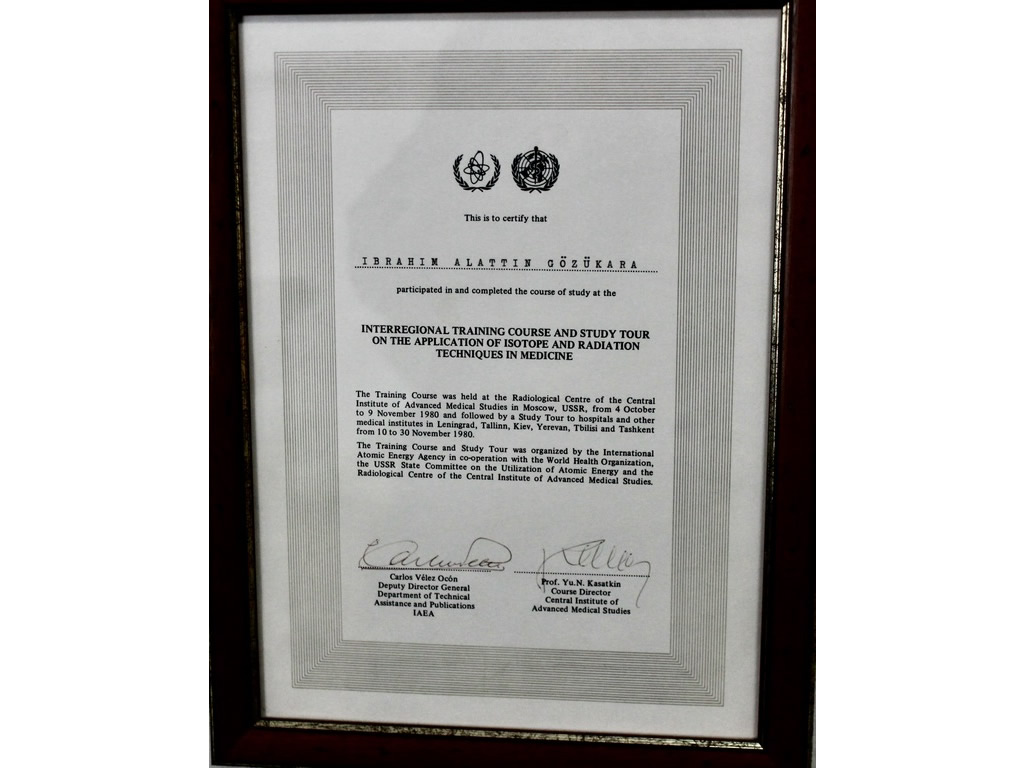 This is to certify that
IBRAHIM ALATTIN GÖZÜKARA
participated in and completed the course of study at the
INTERREGIONAL TRAINING COURSE AND STUDY TOUR
ON THE APPLICATION OF ISOTOPE AND RADIATION
TECHNIQUES IN MEDICINE
The Training Course was held at the Radiological Centre of the Central
Institute of Advanced Medical Studies in Moscow, USSR, from 4 October
to 9 November 1980 and followed by a Study Tour to hospitals and other
medical institutes in Leningrad, Tallinn, Kiev, Yerevan, Tbilisi and Tashkent
from 10 to 30 November 1980.
The Training Course and Study Tour was organized by the International
Atomic Energy Agency in co-operation with the World Health Organization,
the USSR State Committee on the Utilization of Atomic Energy and the
Radiological Centre of the Central Institute of Advanced Medical Studies.
Carlos Vélez Ocón
Deputy Director General
Department of Technical
Assistance and Publications
IAEA
Prof. Yu.N. Kasatkin
Course Director
Central Institute of
Advanced Medical Studies